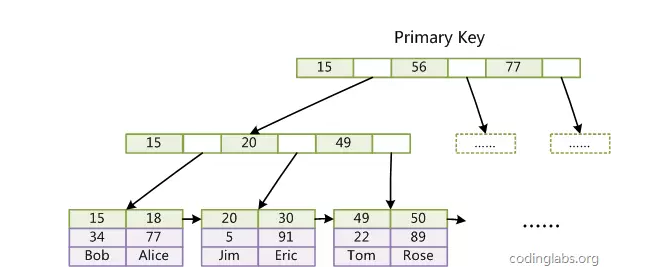 Primary Key
15 56 77
15 20 49
...... ......
15 18 20 30 49 50
34 77 5 91 22 89
Bob Alice Jim Eric Tom Rose
......
codinglabs.org